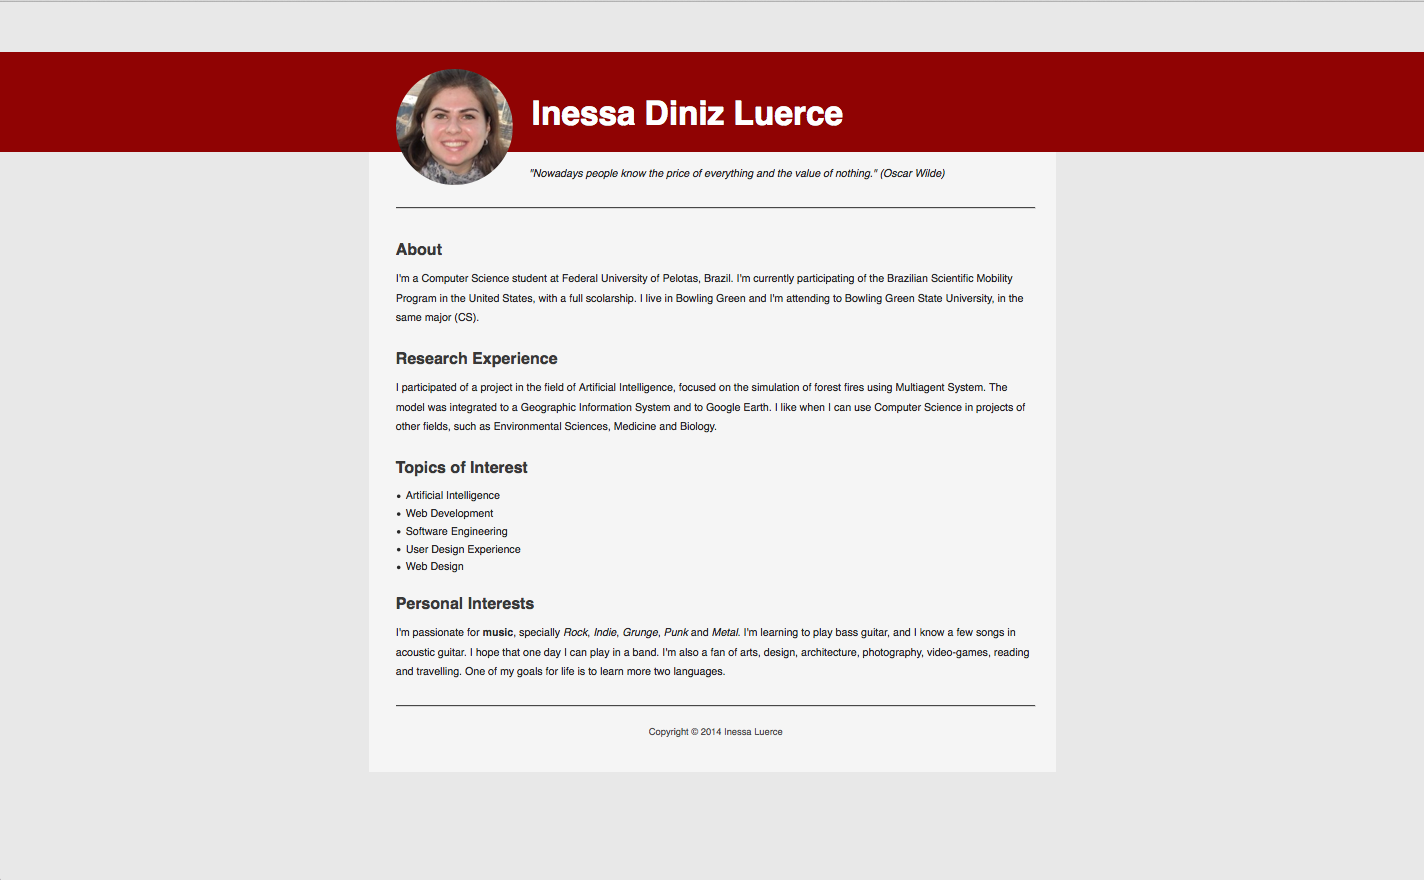 Inessa Diniz Luerce
"Nowadays people know the price of everything and the value of nothing." (Oscar Wilde)
About
I'm a Computer Science student at Federal University of Pelotas, Brazil. I'm currently participating of the Brazilian Scientific Mobility
Program in the United States, with a full scolarship. I live in Bowling Green and I'm attending to Bowling Green State University, in the
same major (CS).
Research Experience
I participated of a project in the field of Artificial Intelligence, focused on the simulation of forest fires using Multiagent System. The
model was integrated to a Geographic Information System and to Google Earth. I like when I can use Computer Science in projects of
other fields, such as Environmental Sciences, Medicine and Biology.
Topics of Interest
• Artificial Intelligence
• Web Development
• Software Engineering
• User Design Experience
• Web Design
Personal Interests
I'm passionate for music, specially Rock, Indie, Grunge, Punk and Metal. I'm learning to play bass guitar, and I know a few songs in
acoustic guitar. I hope that one day I can play in a band. I'm also a fan of arts, design, architecture, photography, video-games, reading
and travelling. One of my goals for life is to learn more two languages.
Copyright © 2014 Inessa Luerce